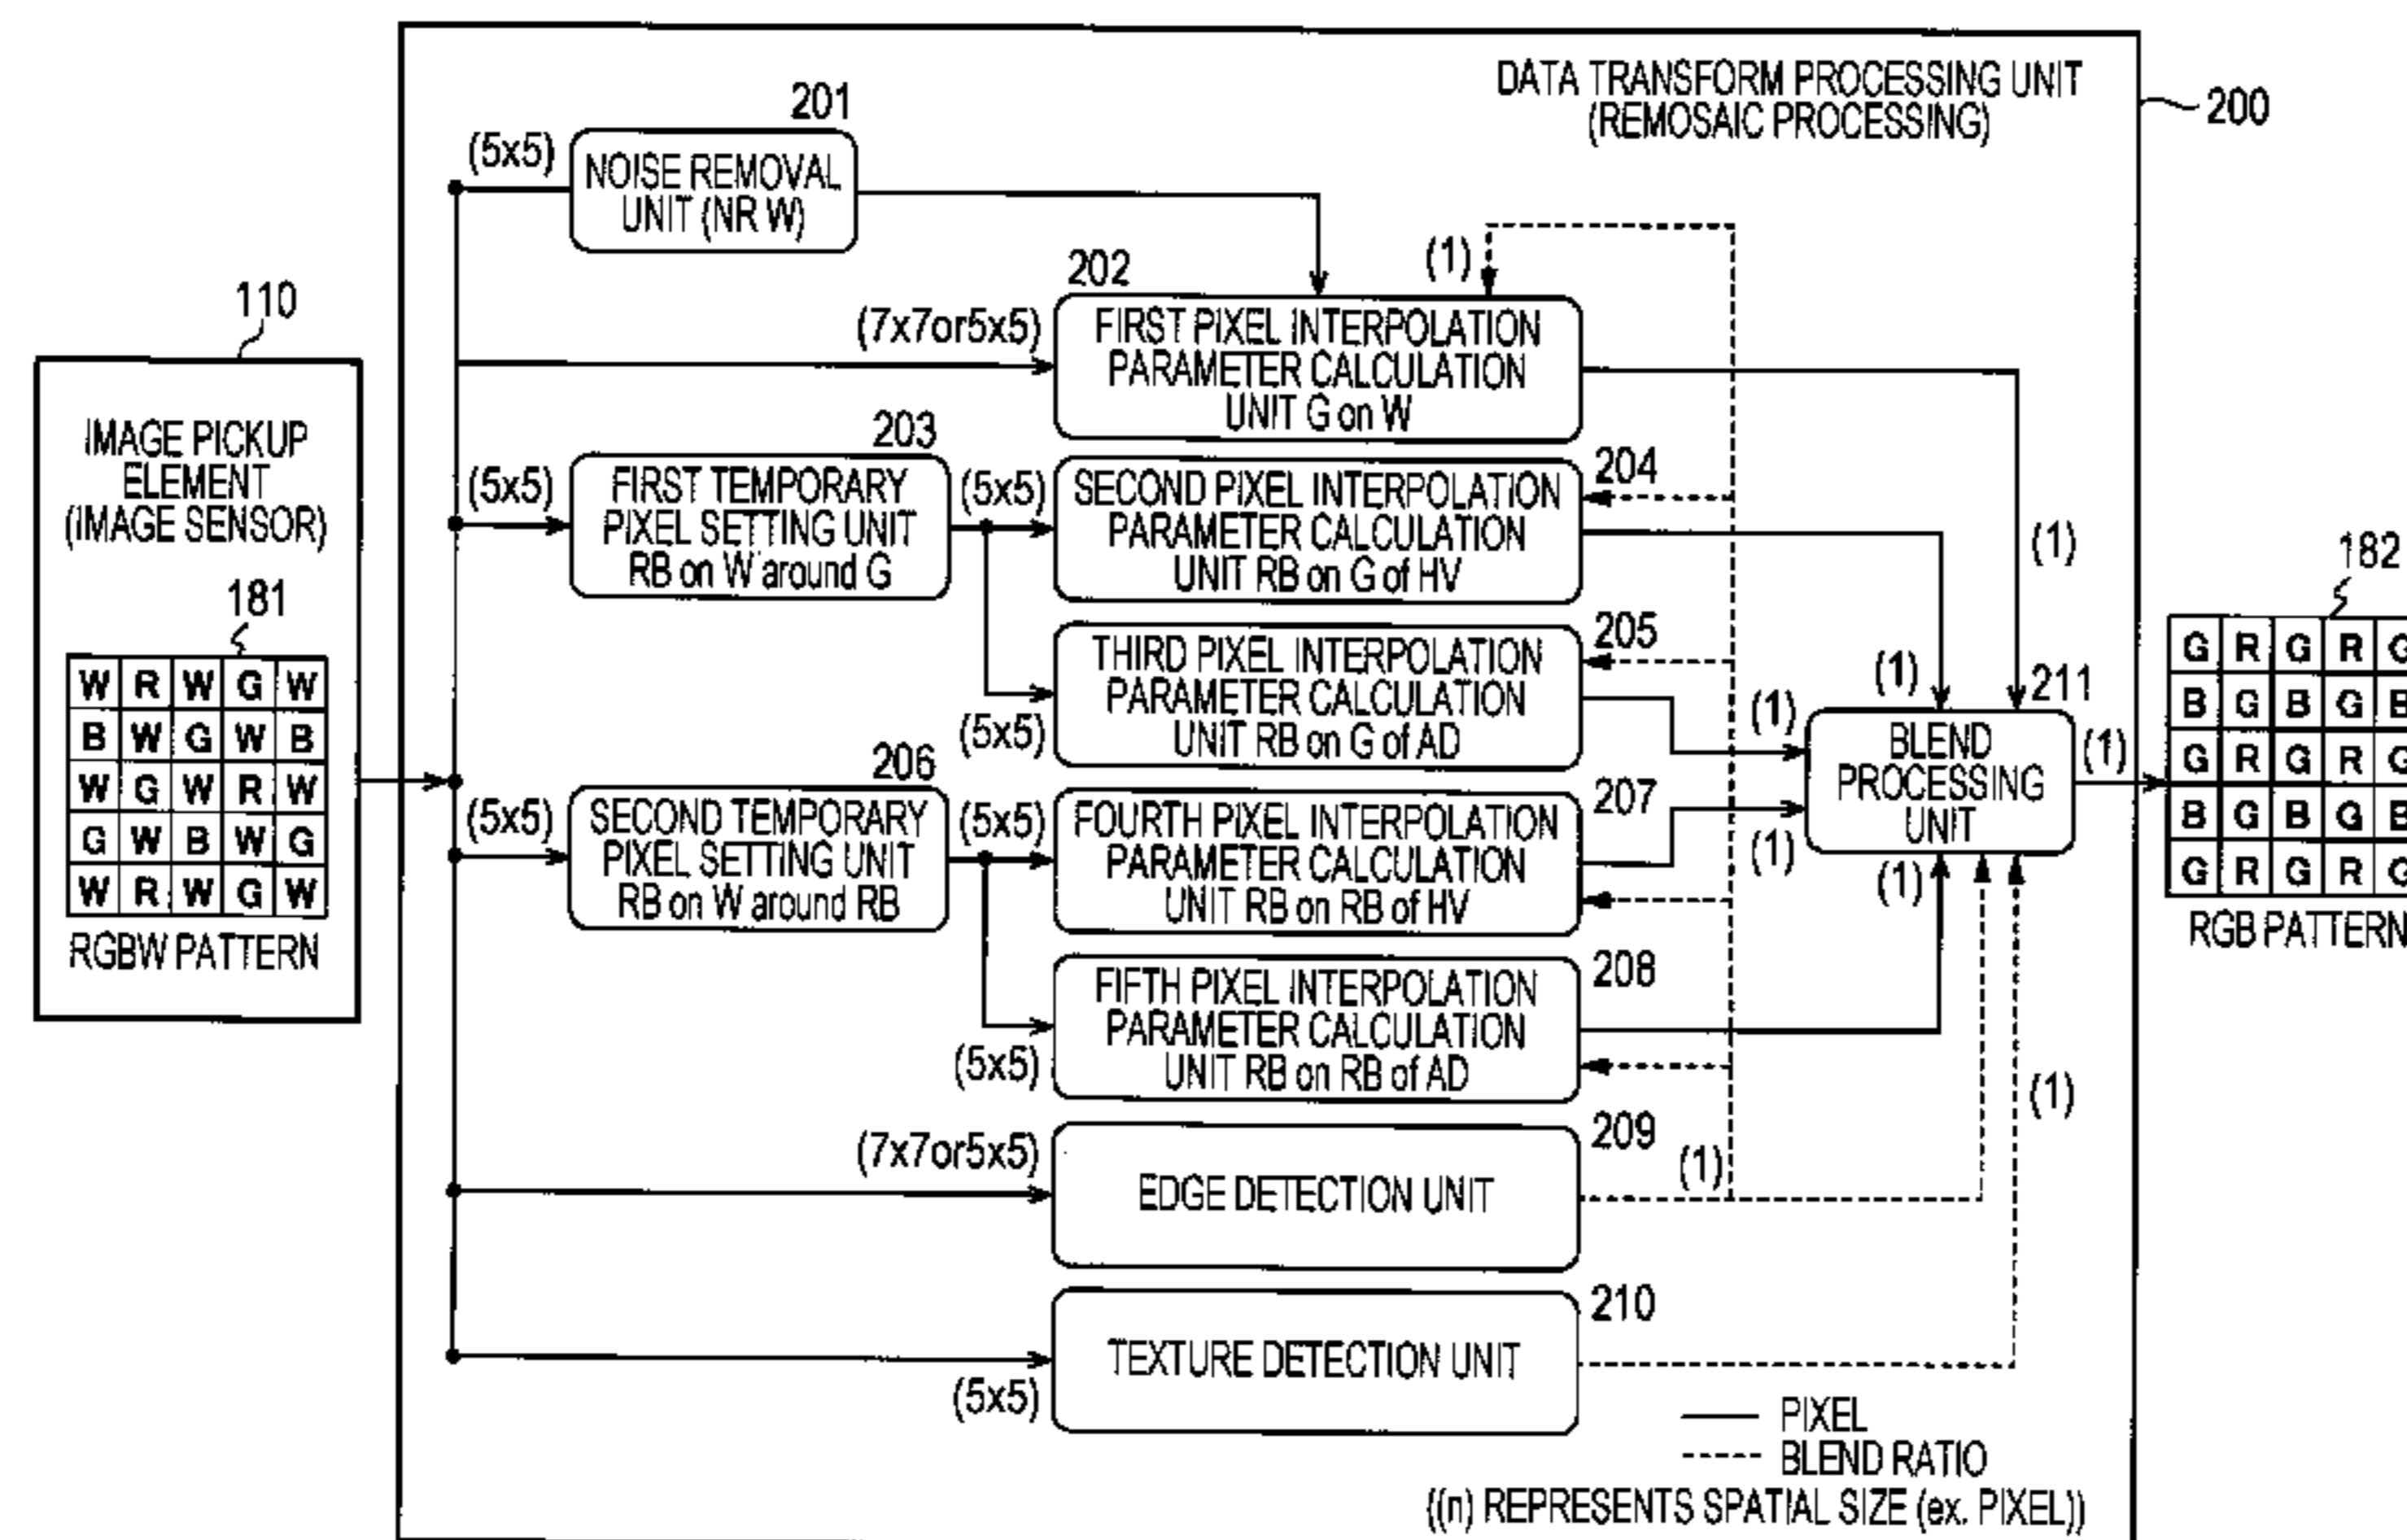 DATA TRANSFORM PROCESSING UNIT
(REMOSAIC PROCESSING)
200
201
(5x5)
NOISE REMOVAL
UNIT (NR W)
202
(1)
(7x7or5x5)
FIRST PIXEL INTERPOLATION
PARAMETER CALCULATION
UNIT G on W
110
IMAGE PICKUP
ELEMENT
(IMAGE SENSOR)
181
W R W G W
B W G W B
W G W R W
G W B W G
W R W G W
RGBW PATTERN
203
(5x5)
FIRST TEMPORARY
PIXEL SETTING UNIT
RB on W around G
(5x5)
204
SECOND PIXEL INTERPOLATION
PARAMETER CALCULATION
UNIT RB on G of HV
(1)
205
THIRD PIXEL INTERPOLATION
PARAMETER CALCULATION
UNIT RB on G of AD
(5x5)
(1)
(1)
206
(5x5)
SECOND TEMPORARY
PIXEL SETTING UNIT
RB on W around RB
(5x5)
207
FOURTH PIXEL INTERPOLATION
PARAMETER CALCULATION
UNIT RB on RB of HV
(1)
(1)
211
BLEND
PROCESSING
UNIT
(1)
182
G R G R G
B G B G B
G R G R G
B G B G B
G R G R G
RGB PATTERN
208
FIFTH PIXEL INTERPOLATION
PARAMETER CALCULATION
UNIT RB on RB of AD
(5x5)
(1)
209
(7x7or5x5)
EDGE DETECTION UNIT
(1)
210
TEXTURE DETECTION UNIT
(5x5)
PIXEL
BLEND RATIO
((n) REPRESENTS SPATIAL SIZE (ex. PIXEL))